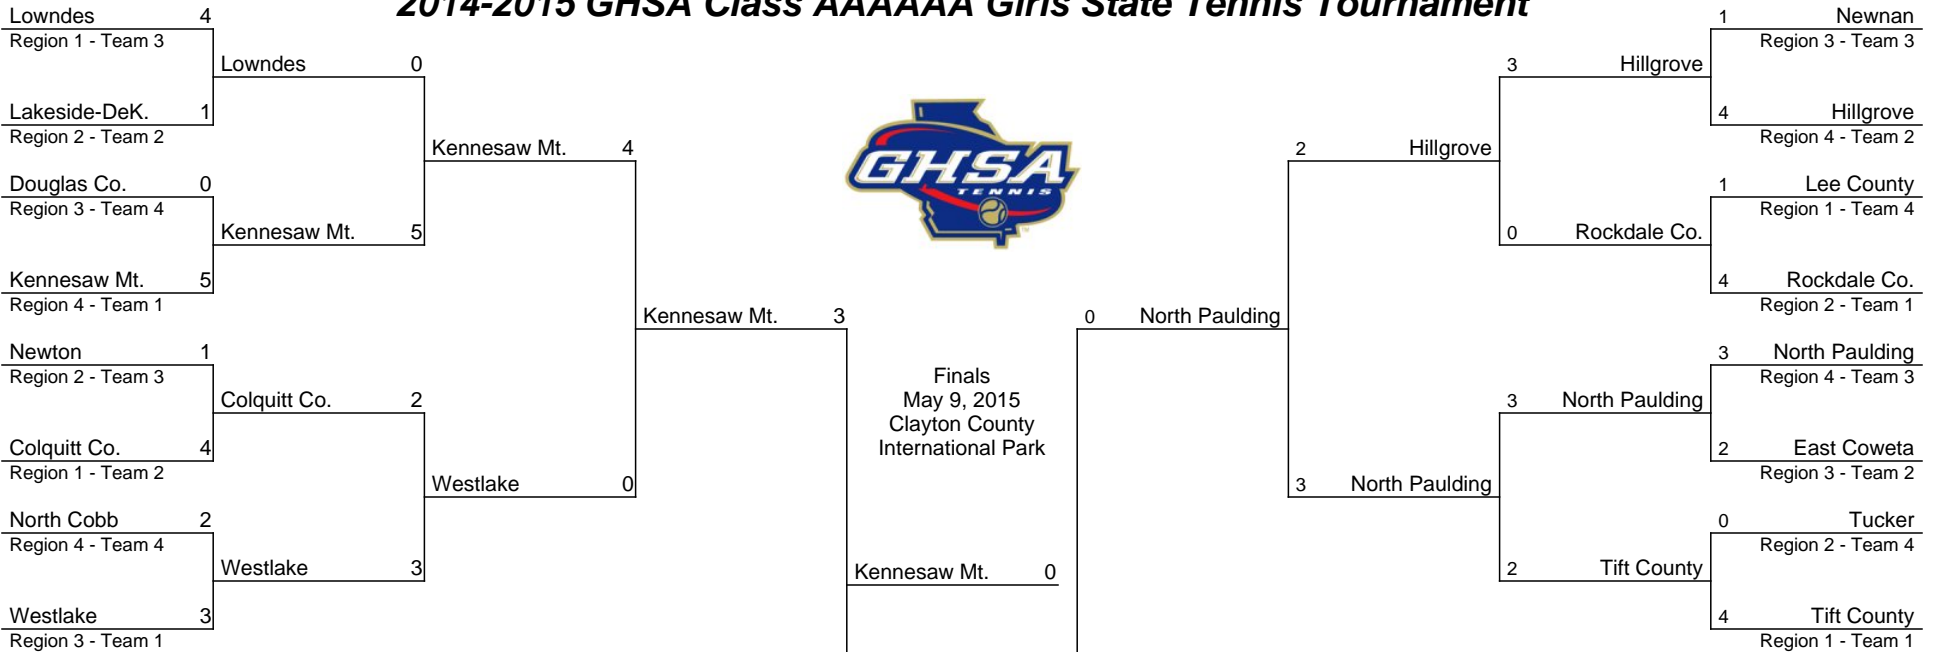 2014-2015 GHSA Class AAAAAA Girls State Tennis Tournament
Lowndes 4
Region 1 - Team 3
Lakeside-DeK. 1
Region 2 - Team 2
Douglas Co. 0
Region 3 - Team 4
Kennesaw Mt. 5
Region 4 - Team 1
Newton 1
Region 2 - Team 3
Colquitt Co. 4
Region 1 - Team 2
North Cobb 2
Region 4 - Team 4
Westlake 3
Region 3 - Team 1
Lowndes 0
Kennesaw Mt. 5
Colquitt Co. 2
Westlake 3
Kennesaw Mt. 4
Westlake 0
Kennesaw Mt. 3
GHSA
TENNIS
Finals
May 9, 2015
Clayton County
International Park
Kennesaw Mt. 0
0 North Paulding
2 Hillgrove
3 North Paulding
3 Hillgrove
0 Rockdale Co.
3 North Paulding
2 Tift County
1 Newnan
Region 3 - Team 3
4 Hillgrove
Region 4 - Team 2
1 Lee County
Region 1 - Team 4
4 Rockdale Co.
Region 2 - Team 1
3 North Paulding
Region 4 - Team 3
2 East Coweta
Region 3 - Team 2
0 Tucker
Region 2 - Team 4
4 Tift County
Region 1 - Team 1